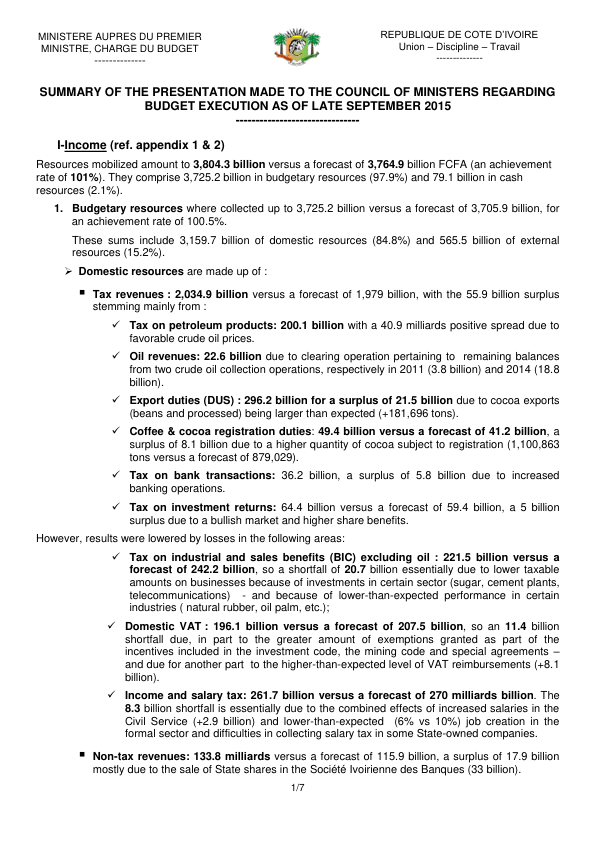 MINISTERE AUPRES DU PREMIER
MINISTRE, CHARGE DU BUDGET
--------------
REPUBLIQUE DE COTE D'IVOIRE
Union – Discipline – Travail
--------------
SUMMARY OF THE PRESENTATION MADE TO THE COUNCIL OF MINISTERS REGARDING
BUDGET EXECUTION AS OF LATE SEPTEMBER 2015
-------------------------------
I-Income (ref. appendix 1 & 2)
Resources mobilized amount to 3,804.3 billion versus a forecast of 3,764.9 billion FCFA (an achievement
rate of 101%). They comprise 3,725.2 billion in budgetary resources (97.9%) and 79.1 billion in cash
resources (2.1%).
1. Budgetary resources where collected up to 3,725.2 billion versus a forecast of 3,705.9 billion, for
an achievement rate of 100.5%.
These sums include 3,159.7 billion of domestic resources (84.8%) and 565.5 billion of external
resources (15.2%).
➢ Domestic resources are made up of :
▪ Tax revenues : 2,034.9 billion versus a forecast of 1,979 billion, with the 55.9 billion surplus
stemming mainly from :
✓ Tax on petroleum products: 200.1 billion with a 40.9 milliards positive spread due to
favorable crude oil prices.
✓ Oil revenues: 22.6 billion due to clearing operation pertaining to remaining balances
from two crude oil collection operations, respectively in 2011 (3.8 billion) and 2014 (18.8
billion).
✓ Export duties (DUS) : 296.2 billion for a surplus of 21.5 billion due to cocoa exports
(beans and processed) being larger than expected (+181,696 tons).
✓ Coffee & cocoa registration duties: 49.4 billion versus a forecast of 41.2 billion, a
surplus of 8.1 billion due to a higher quantity of cocoa subject to registration (1,100,863
tons versus a forecast of 879,029).
✓ Tax on bank transactions: 36.2 billion, a surplus of 5.8 billion due to increased
banking operations.
✓ Tax on investment returns: 64.4 billion versus a forecast of 59.4 billion, a 5 billion
surplus due to a bullish market and higher share benefits.
However, results were lowered by losses in the following areas:
✓ Tax on industrial and sales benefits (BIC) excluding oil : 221.5 billion versus a
forecast of 242.2 billion, so a shortfall of 20.7 billion essentially due to lower taxable
amounts on businesses because of investments in certain sector (sugar, cement plants,
telecommunications) - and because of lower-than-expected performance in certain
industries ( natural rubber, oil palm, etc.);
✓ Domestic VAT : 196.1 billion versus a forecast of 207.5 billion, so an 11.4 billion
shortfall due, in part to the greater amount of exemptions granted as part of the
incentives included in the investment code, the mining code and special agreements –
and due for another part to the higher-than-expected level of VAT reimbursements (+8.1
billion).
✓ Income and salary tax: 261.7 billion versus a forecast of 270 milliards billion. The
8.3 billion shortfall is essentially due to the combined effects of increased salaries in the
Civil Service (+2.9 billion) and lower-than-expected (6% vs 10%) job creation in the
formal sector and difficulties in collecting salary tax in some State-owned companies.
▪ Non-tax revenues: 133.8 milliards versus a forecast of 115.9 billion, a surplus of 17.9 billion
mostly due to the sale of State shares in the Société Ivoirienne des Banques (33 billion).
1/7